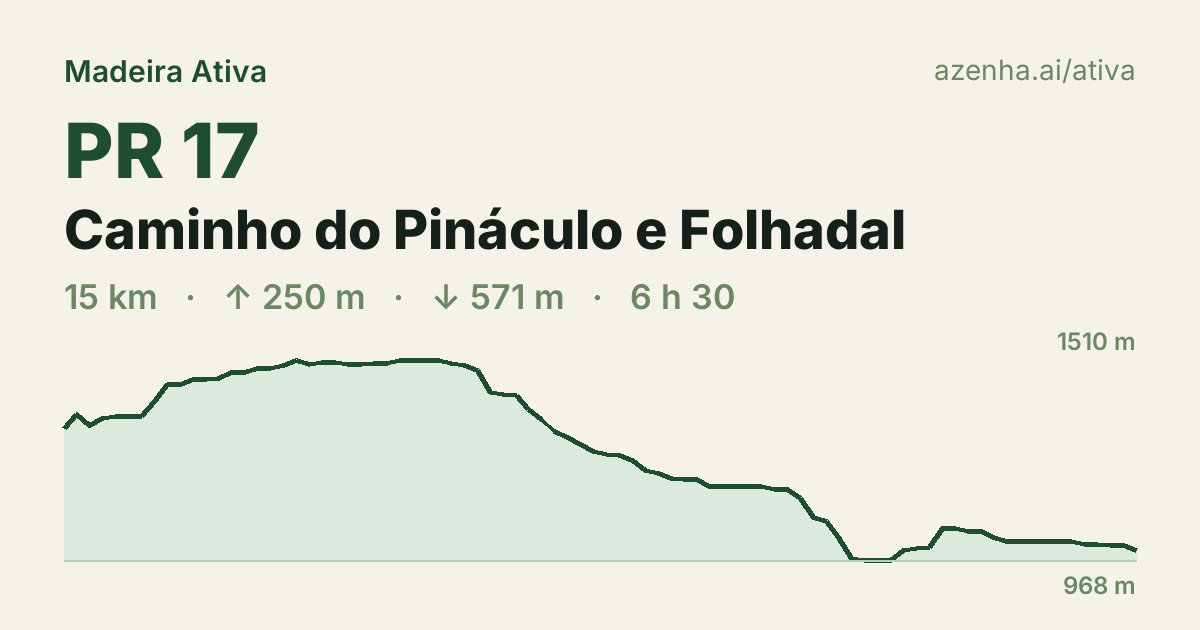 Madeira Ativa
azenha.ai/ativa
PR 17
Caminho do Pináculo e Folhadal
15 km · ↑ 250 m · ↓ 571 m · 6 h 30
1510 m
968 m